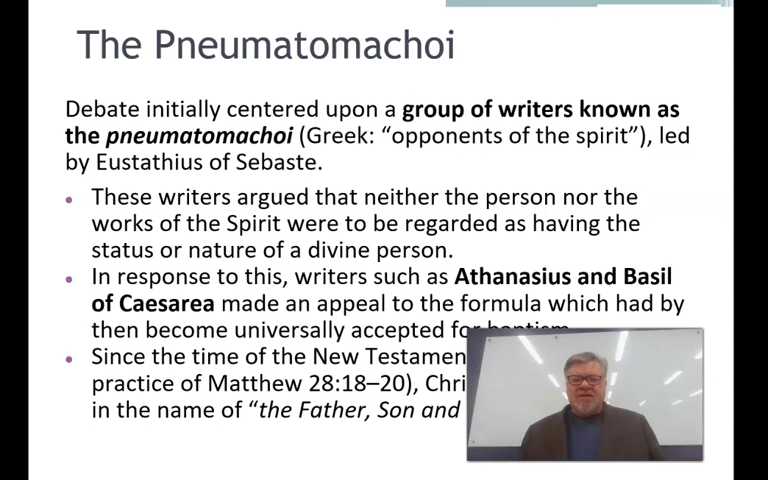 The Pneumatomachoi
Debate initially centered upon a group of writers known as
the pneumatomachoi (Greek: “opponents of the spirit”), led
by Eustathius of Sebaste.
• These writers argued that neither the person nor the
works of the Spirit were to be regarded as having the
status or nature of a divine person.
• In response to this, writers such as Athanasius and Basil
of Caesarea made an appeal to the formula which had by
then become universally accepted for baptism.
• Since the time of the New Testamen
practice of Matthew 28:18–20), Chri
in the name of “the Father, Son and